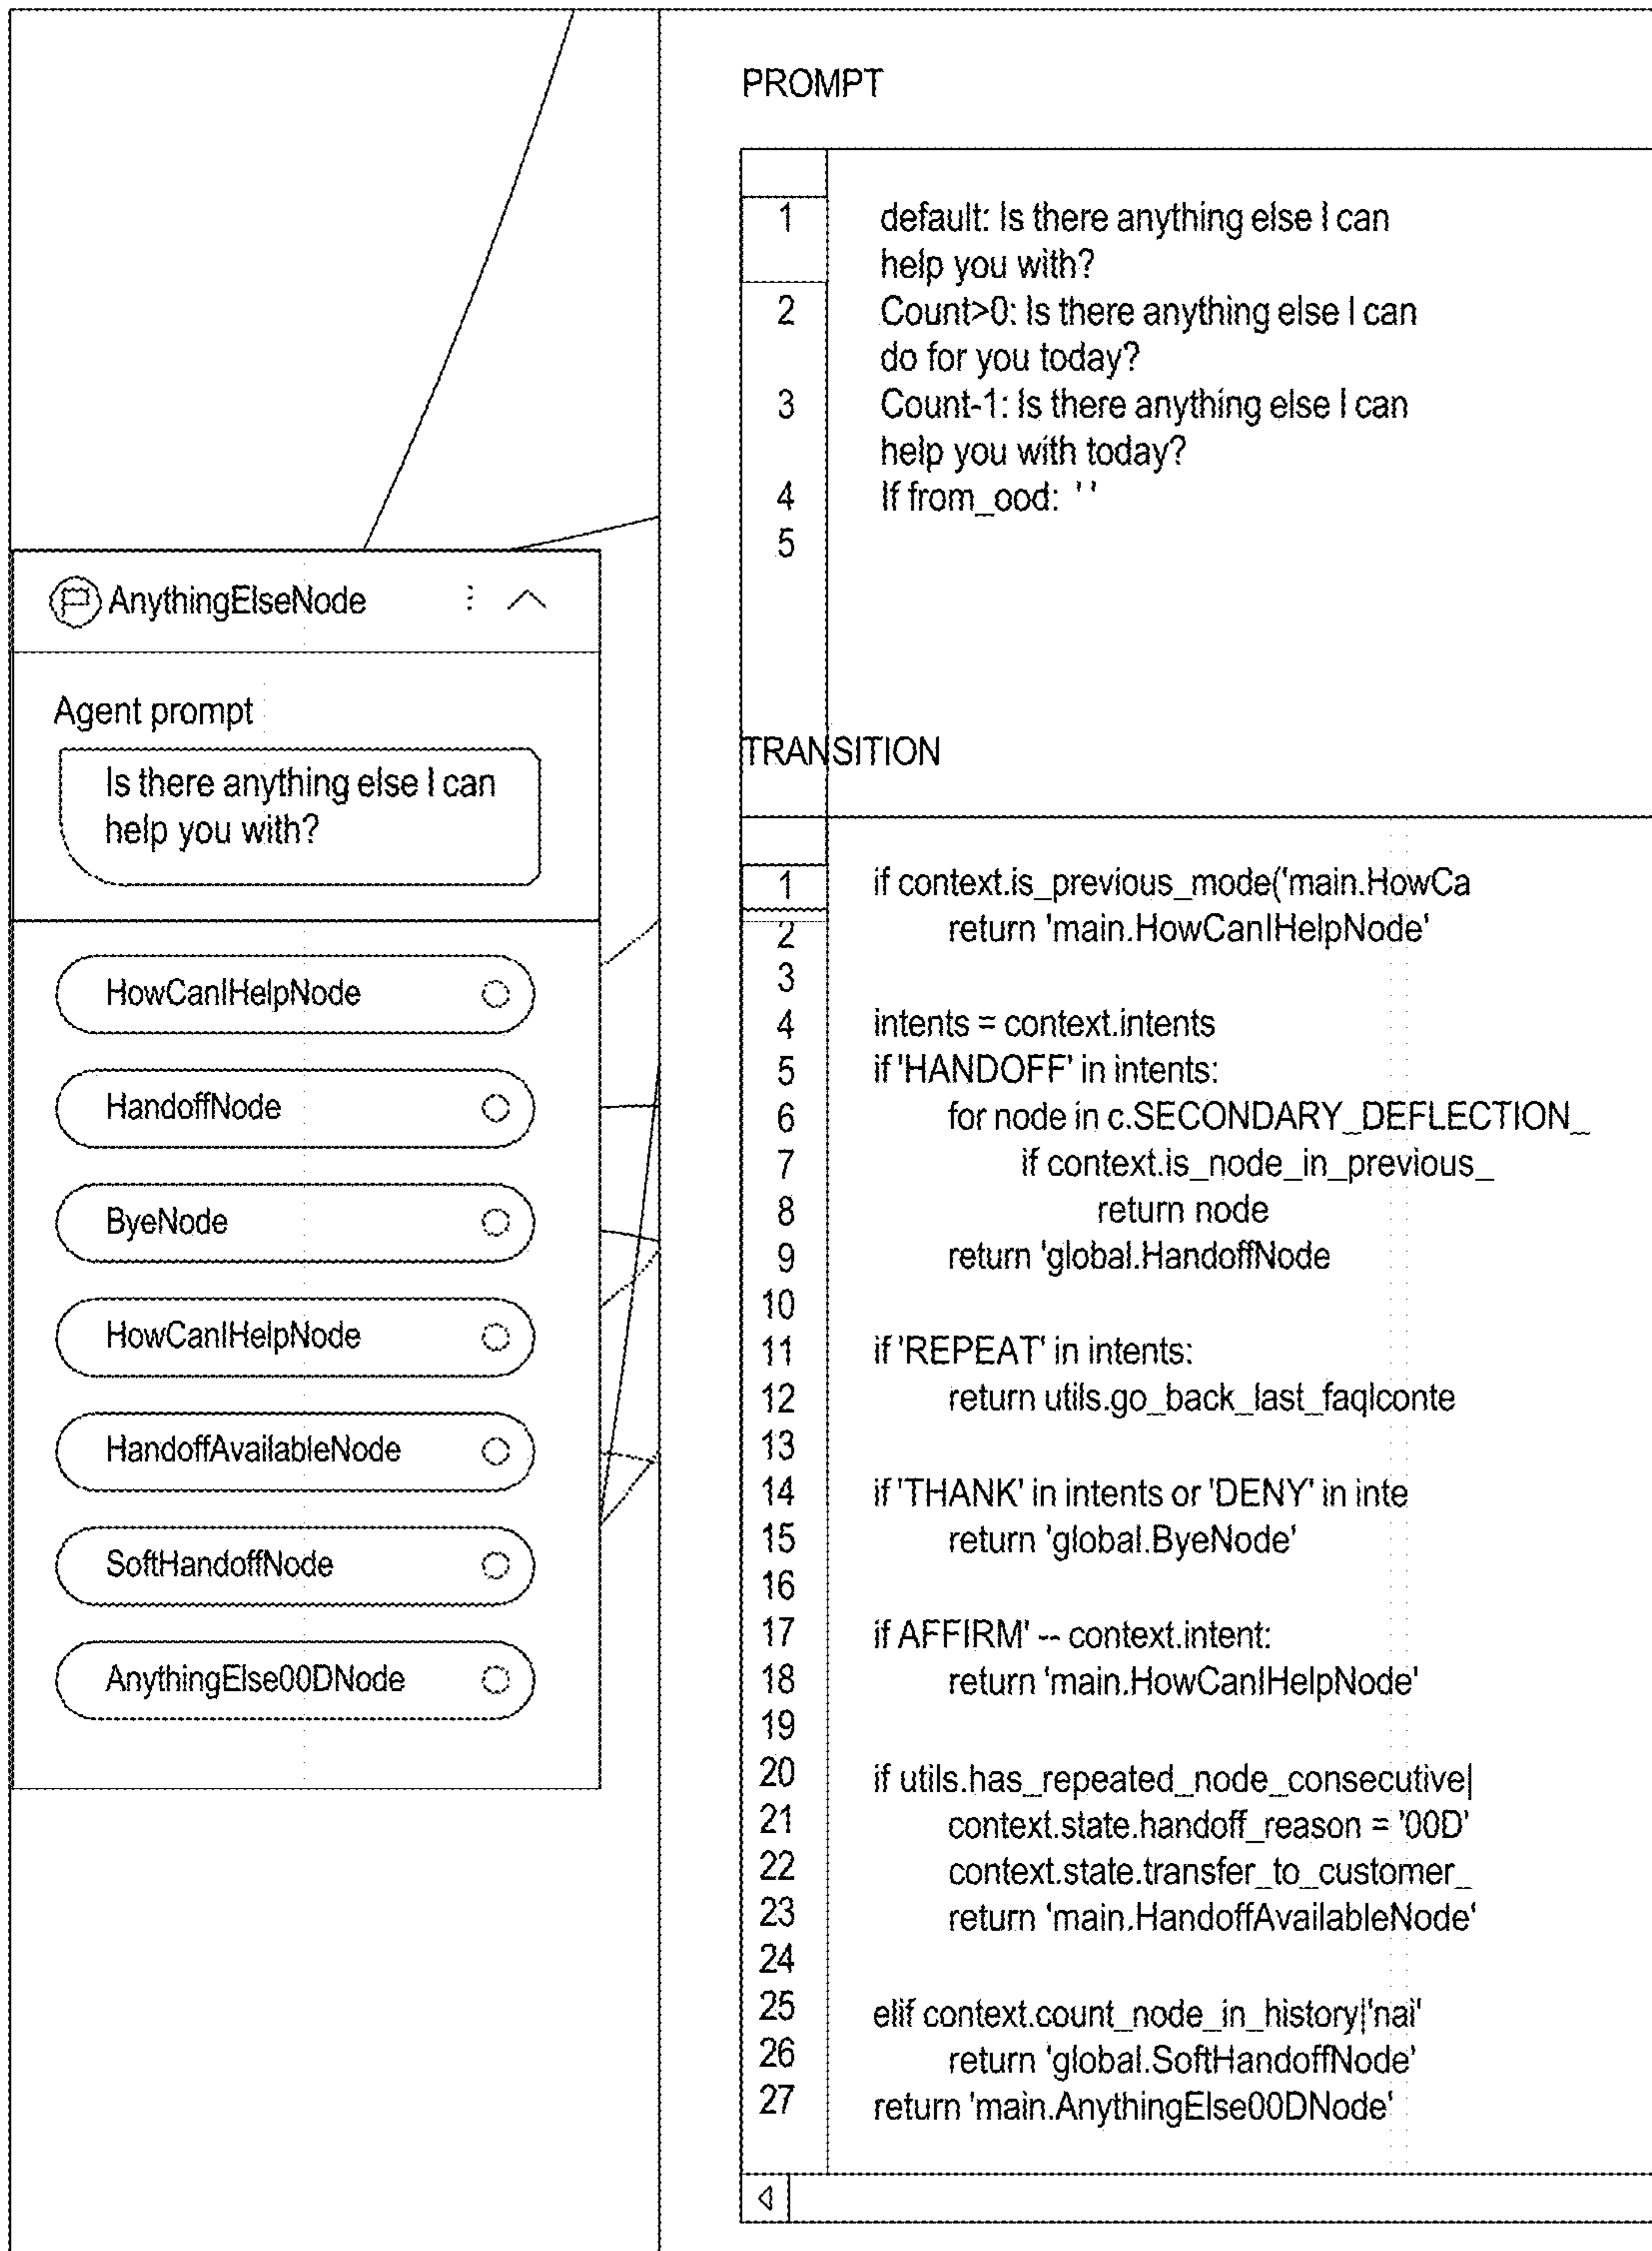 AnythingElseNode
Agent prompt
Is there anything else I can
help you with?
HowCanIHelpNode
HandoffNode
ByeNode
HowCanIHelpNode
HandoffAvailableNode
SoftHandoffNode
AnythingElse00DNode
PROMPT
1 default: Is there anything else I can
help you with?
2 Count>0: Is there anything else I can
do for you today?
3 Count-1: Is there anything else I can
help you with today?
4 If from_ood: ' '
5
TRANSITION
1 if context.is_previous_mode('main.HowCa
2 return 'main.HowCanIHelpNode'
3
4 intents = context.intents
5 if 'HANDOFF' in intents:
6 for node in c.SECONDARY_DEFLECTION_
7 if context.is_node_in_previous_
8 return node
9 return 'global.HandoffNode
10
11 if 'REPEAT' in intents:
12 return utils.go_back_last_faq|conte
13
14 if 'THANK' in intents or 'DENY' in inte
15 return 'global.ByeNode'
16
17 if AFFIRM' -- context.intent:
18 return 'main.HowCanIHelpNode'
19
20 if utils.has_repeated_node_consecutive|
21 context.state.handoff_reason = '00D'
22 context.state.transfer_to_customer_
23 return 'main.HandoffAvailableNode'
24
25 elif context.count_node_in_history|'nai'
26 return 'global.SoftHandoffNode'
27 return 'main.AnythingElse00DNode'